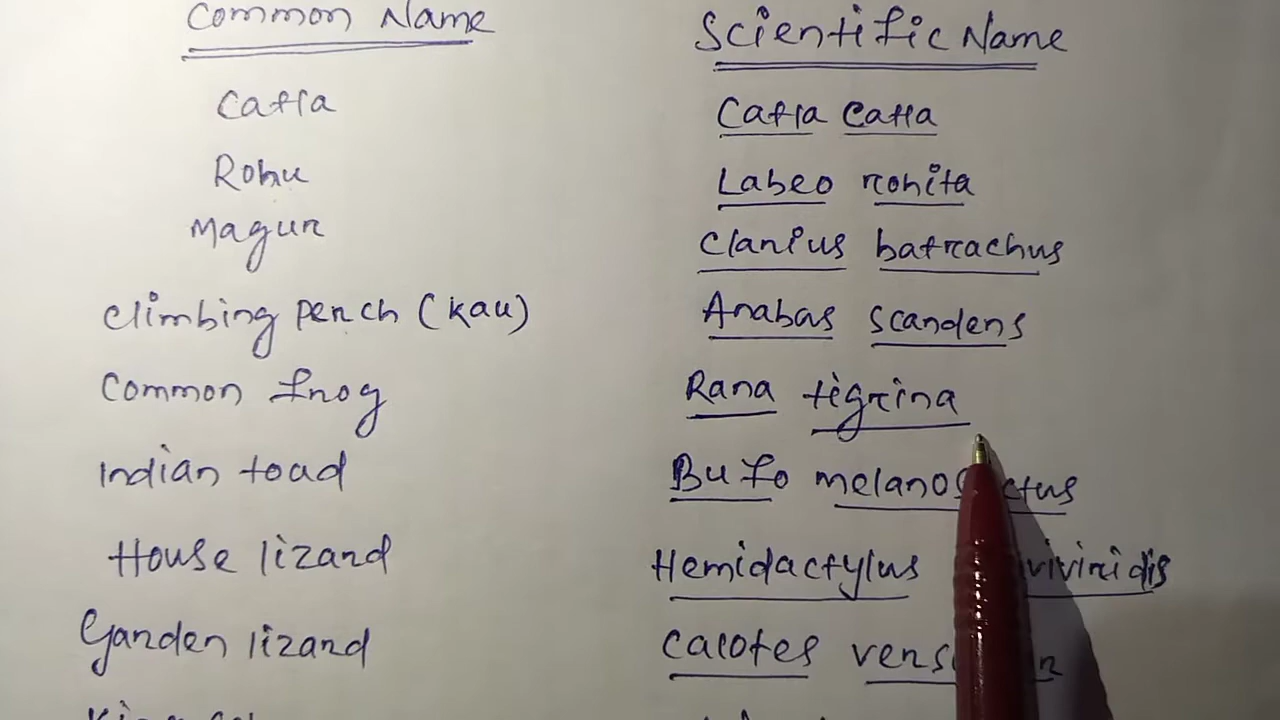 Common Name Scientific Name
Catla Catla Catla
Rohu Labeo rohita
Magur Clarius batrachus
Climbing perch (Kau) Anabas scandens
Common frog Rana tigrina
Indian toad Bufo
House lizard Hemidactylus
Garden lizard Calotes